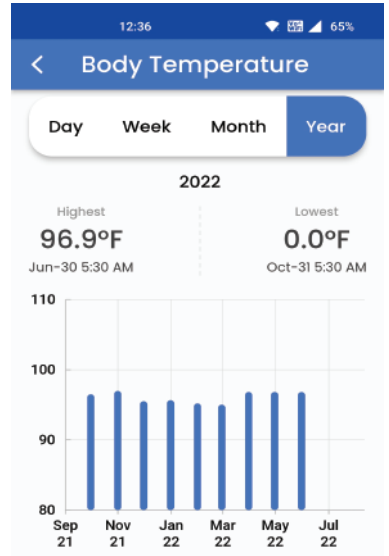 12:36 65%
Body Temperature
Day Week Month Year
2022
Highest Lowest
96.9°F 0.0°F
Jun-30 5:30 AM Oct-31 5:30 AM
110
100
90
80
Sep Nov Jan Mar May Jul
21 21 22 22 22 22